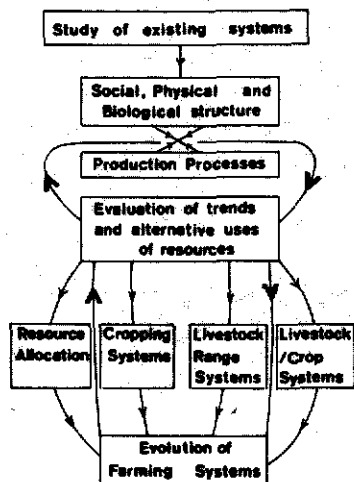 Study of existing systems
Social, Physical and
Biological structure
Production Processes
Evaluation of trends
and alternative uses
of resources
Resource
Allocation
Cropping
Systems
Livestock
Range
Systems
Livestock
/Crop
Systems
Evolution of
Farming Systems